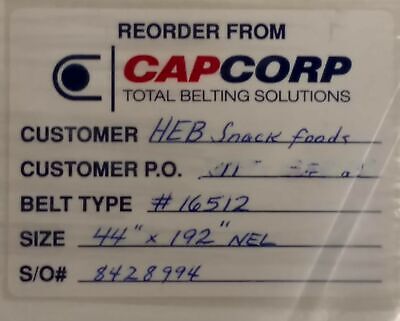 REORDER FROM
CAPCORP
TOTAL BELTING SOLUTIONS
CUSTOMER HEB Snack foods
CUSTOMER P.O.
BELT TYPE #16512
SIZE 44" x 192" NEL
S/O# 8428994